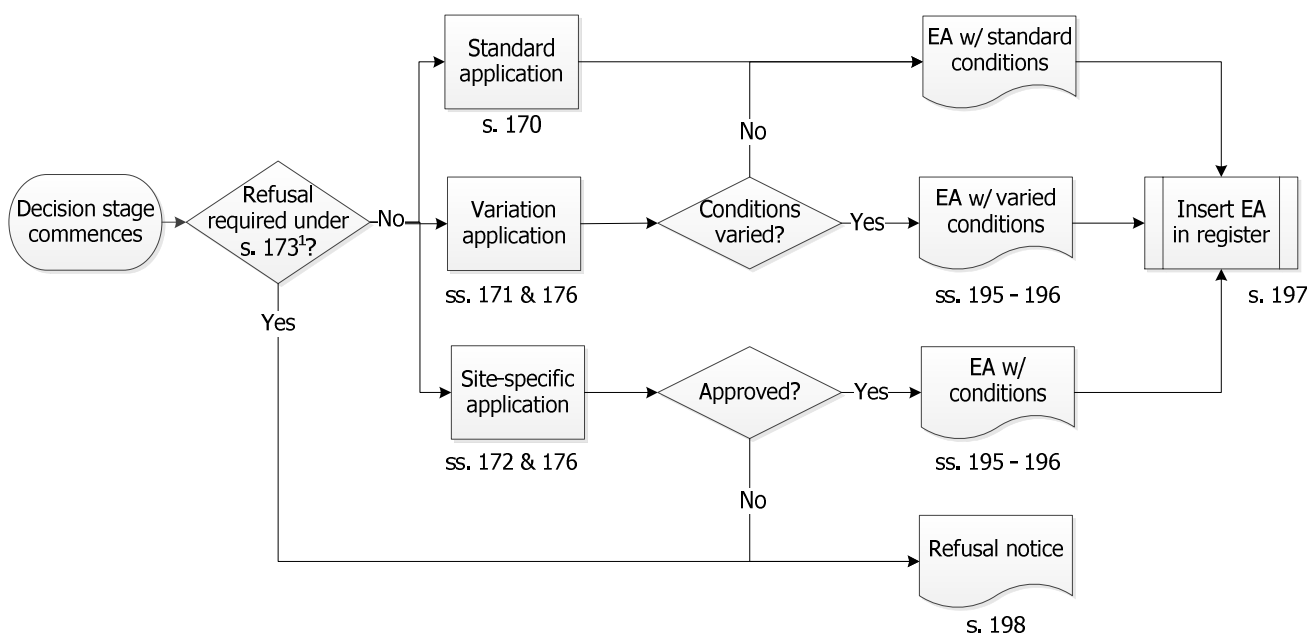 Standard
application
s. 170
EA w/ standard
conditions
No
Decision stage
commences
Refusal
required under
s. 173¹?
No
Variation
application
ss. 171 & 176
Conditions
varied?
Yes
EA w/ varied
conditions
ss. 195 - 196
Insert EA
in register
s. 197
Yes
Site-specific
application
ss. 172 & 176
Approved?
Yes
EA w/
conditions
ss. 195 - 196
No
Refusal notice
s. 198